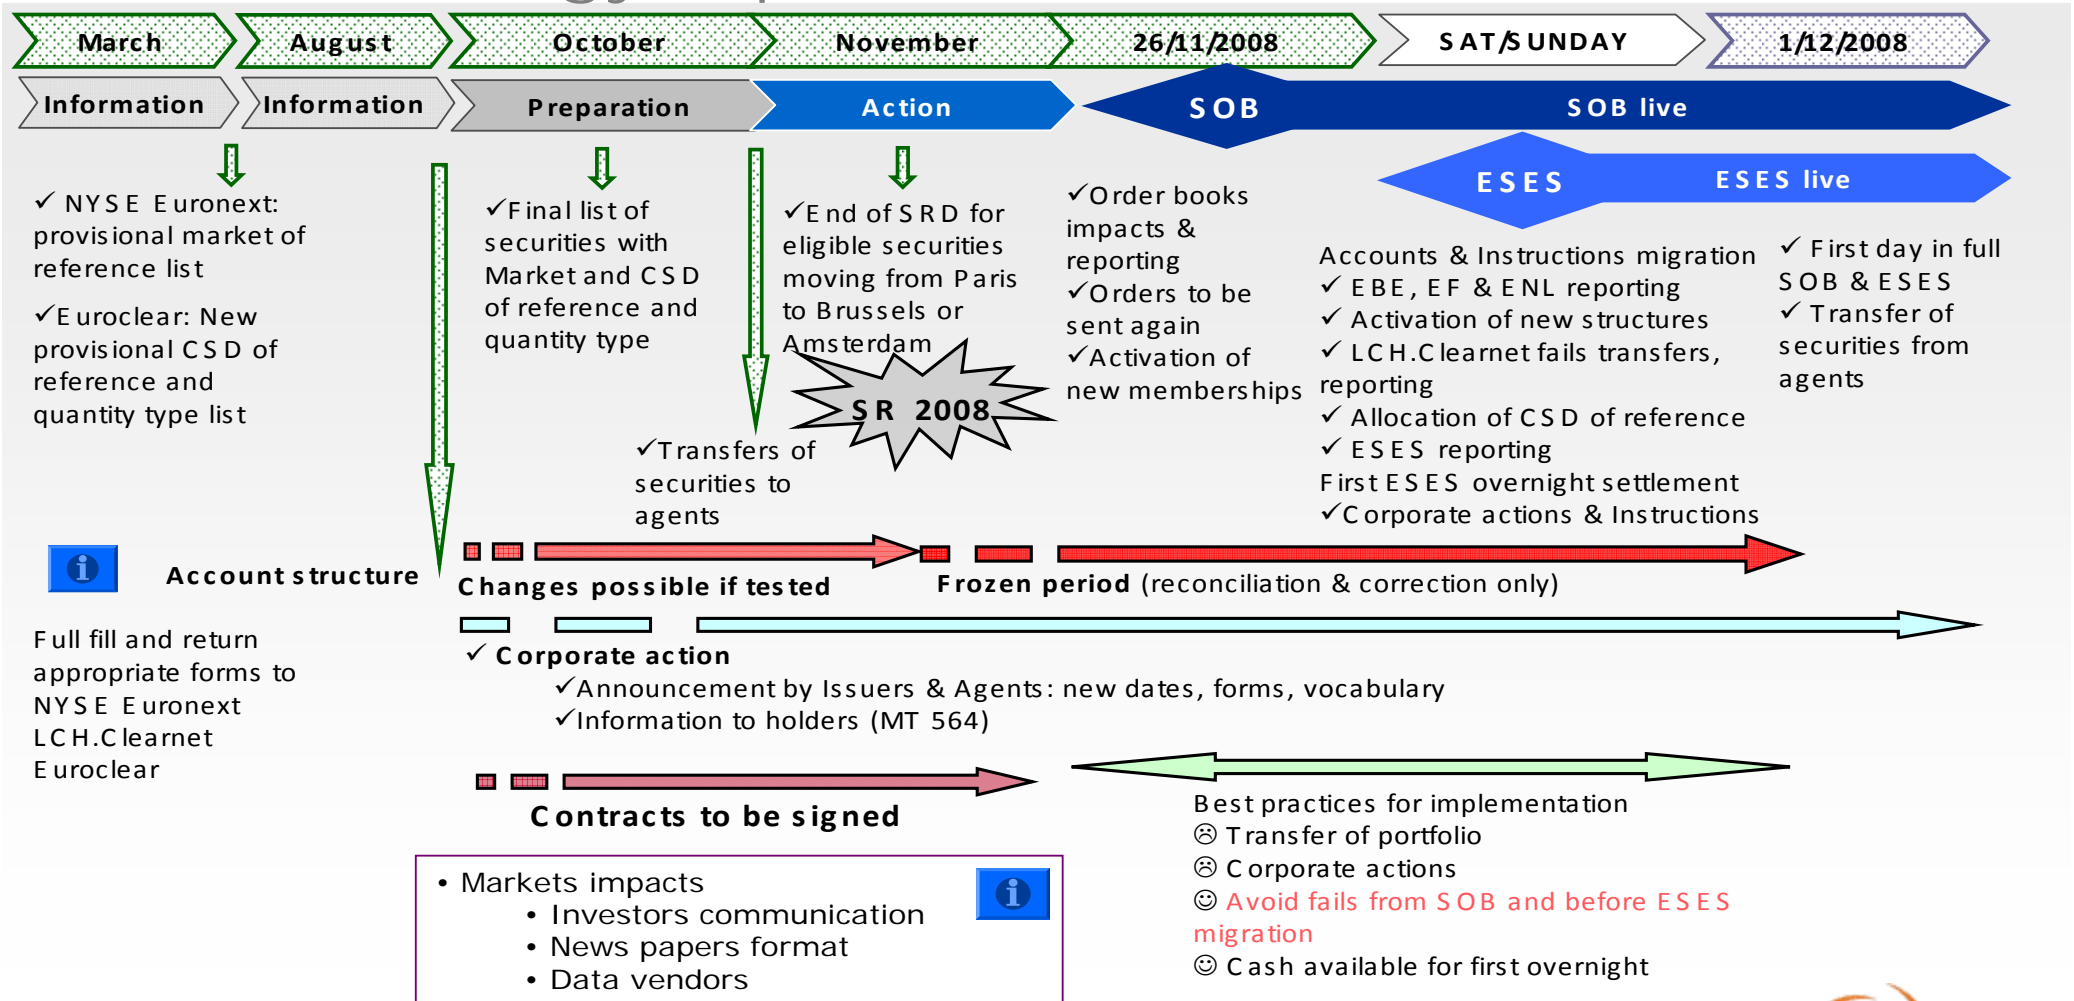 March
August
October
November
26/11/2008
SAT/SUNDAY
1/12/2008
Information
Information
Preparation
Action
SOB
SOB live
ESES
ESES live
✓ NYSE Euronext:
provisional market of
reference list
✓Euroclear: New
provisional CSD of
reference and
quantity type list
✓Final list of
securities with
Market and CSD
of reference and
quantity type
✓Transfers of
securities to
agents
✓End of SRD for
eligible securities
moving from Paris
to Brussels or
Amsterdam
SR 2008
✓Order books
impacts &
reporting
✓Orders to be
sent again
✓Activation of
new memberships
Accounts & Instructions migration
✓ EBE, EF & ENL reporting
✓ Activation of new structures
✓ LCH.Clearnet fails transfers,
reporting
✓ Allocation of CSD of reference
✓ ESES reporting
First ESES overnight settlement
✓Corporate actions & Instructions
✓ First day in full
SOB & ESES
✓ Transfer of
securities from
agents
i
Account structure
Changes possible if tested
Frozen period (reconciliation & correction only)
Full fill and return
appropriate forms to
NYSE Euronext
LCH.Clearnet
Euroclear
✓ Corporate action
✓Announcement by Issuers & Agents: new dates, forms, vocabulary
✓Information to holders (MT 564)
Contracts to be signed
Best practices for implementation
☹ Transfer of portfolio
☹ Corporate actions
☺ Avoid fails from SOB and before ESES
migration
☺ Cash available for first overnight
• Markets impacts
• Investors communication
• News papers format
• Data vendors
i